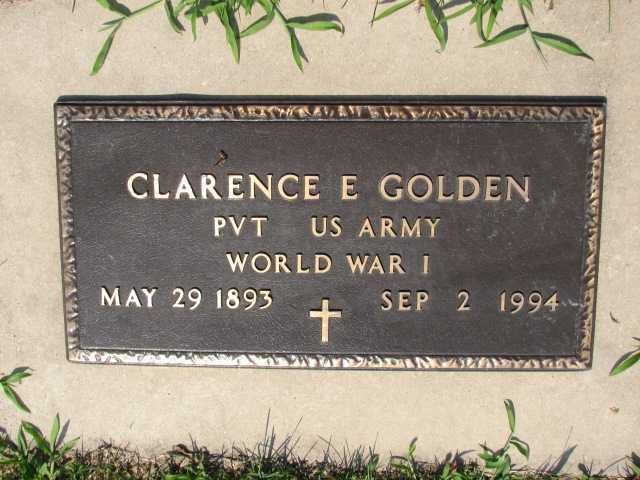 CLARENCE E GOLDEN
PVT US ARMY
WORLD WAR I
MAY 29 1893 SEP 2 1994